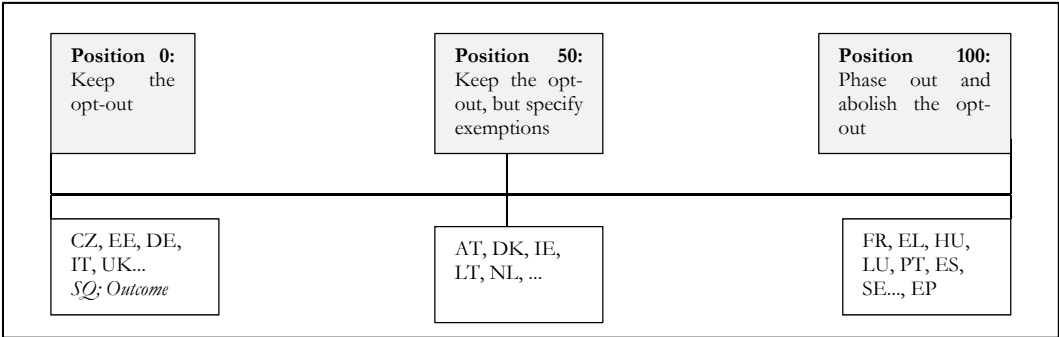 Position 0:
Keep the
opt-out
Position 50:
Keep the opt-
out, but specify
exemptions
Position 100:
Phase out and
abolish the opt-
out
CZ, EE, DE,
IT, UK...
SQ; Outcome
AT, DK, IE,
LT, NL, ...
FR, EL, HU,
LU, PT, ES,
SE..., EP